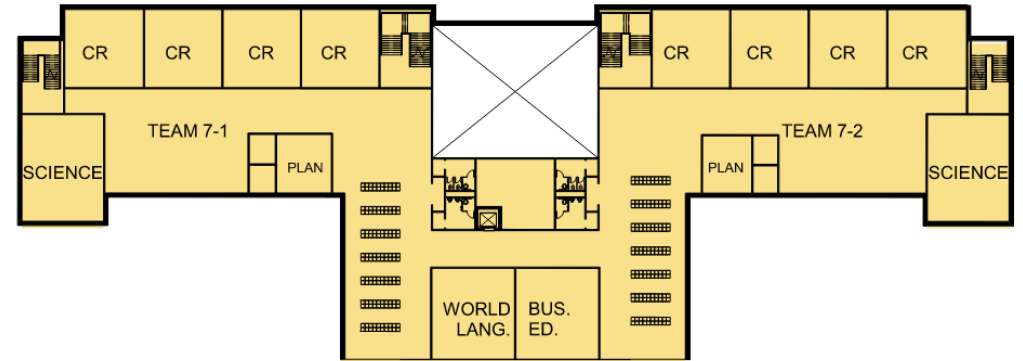 CR CR CR CR CR CR CR CR
TEAM 7-1 TEAM 7-2
SCIENCE PLAN PLAN SCIENCE
WORLD BUS.
LANG. ED.